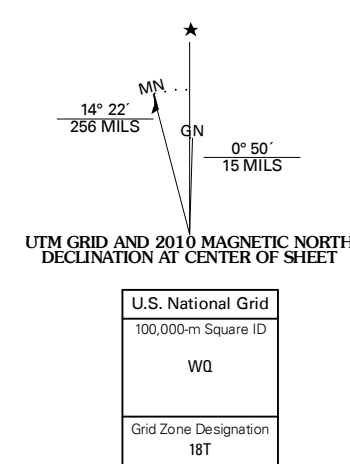 MN
14° 22´
256 MILS
GN
0° 50´
15 MILS
UTM GRID AND 2010 MAGNETIC NORTH
DECLINATION AT CENTER OF SHEET
U.S. National Grid
100,000-m Square ID
WQ
Grid Zone Designation
18T